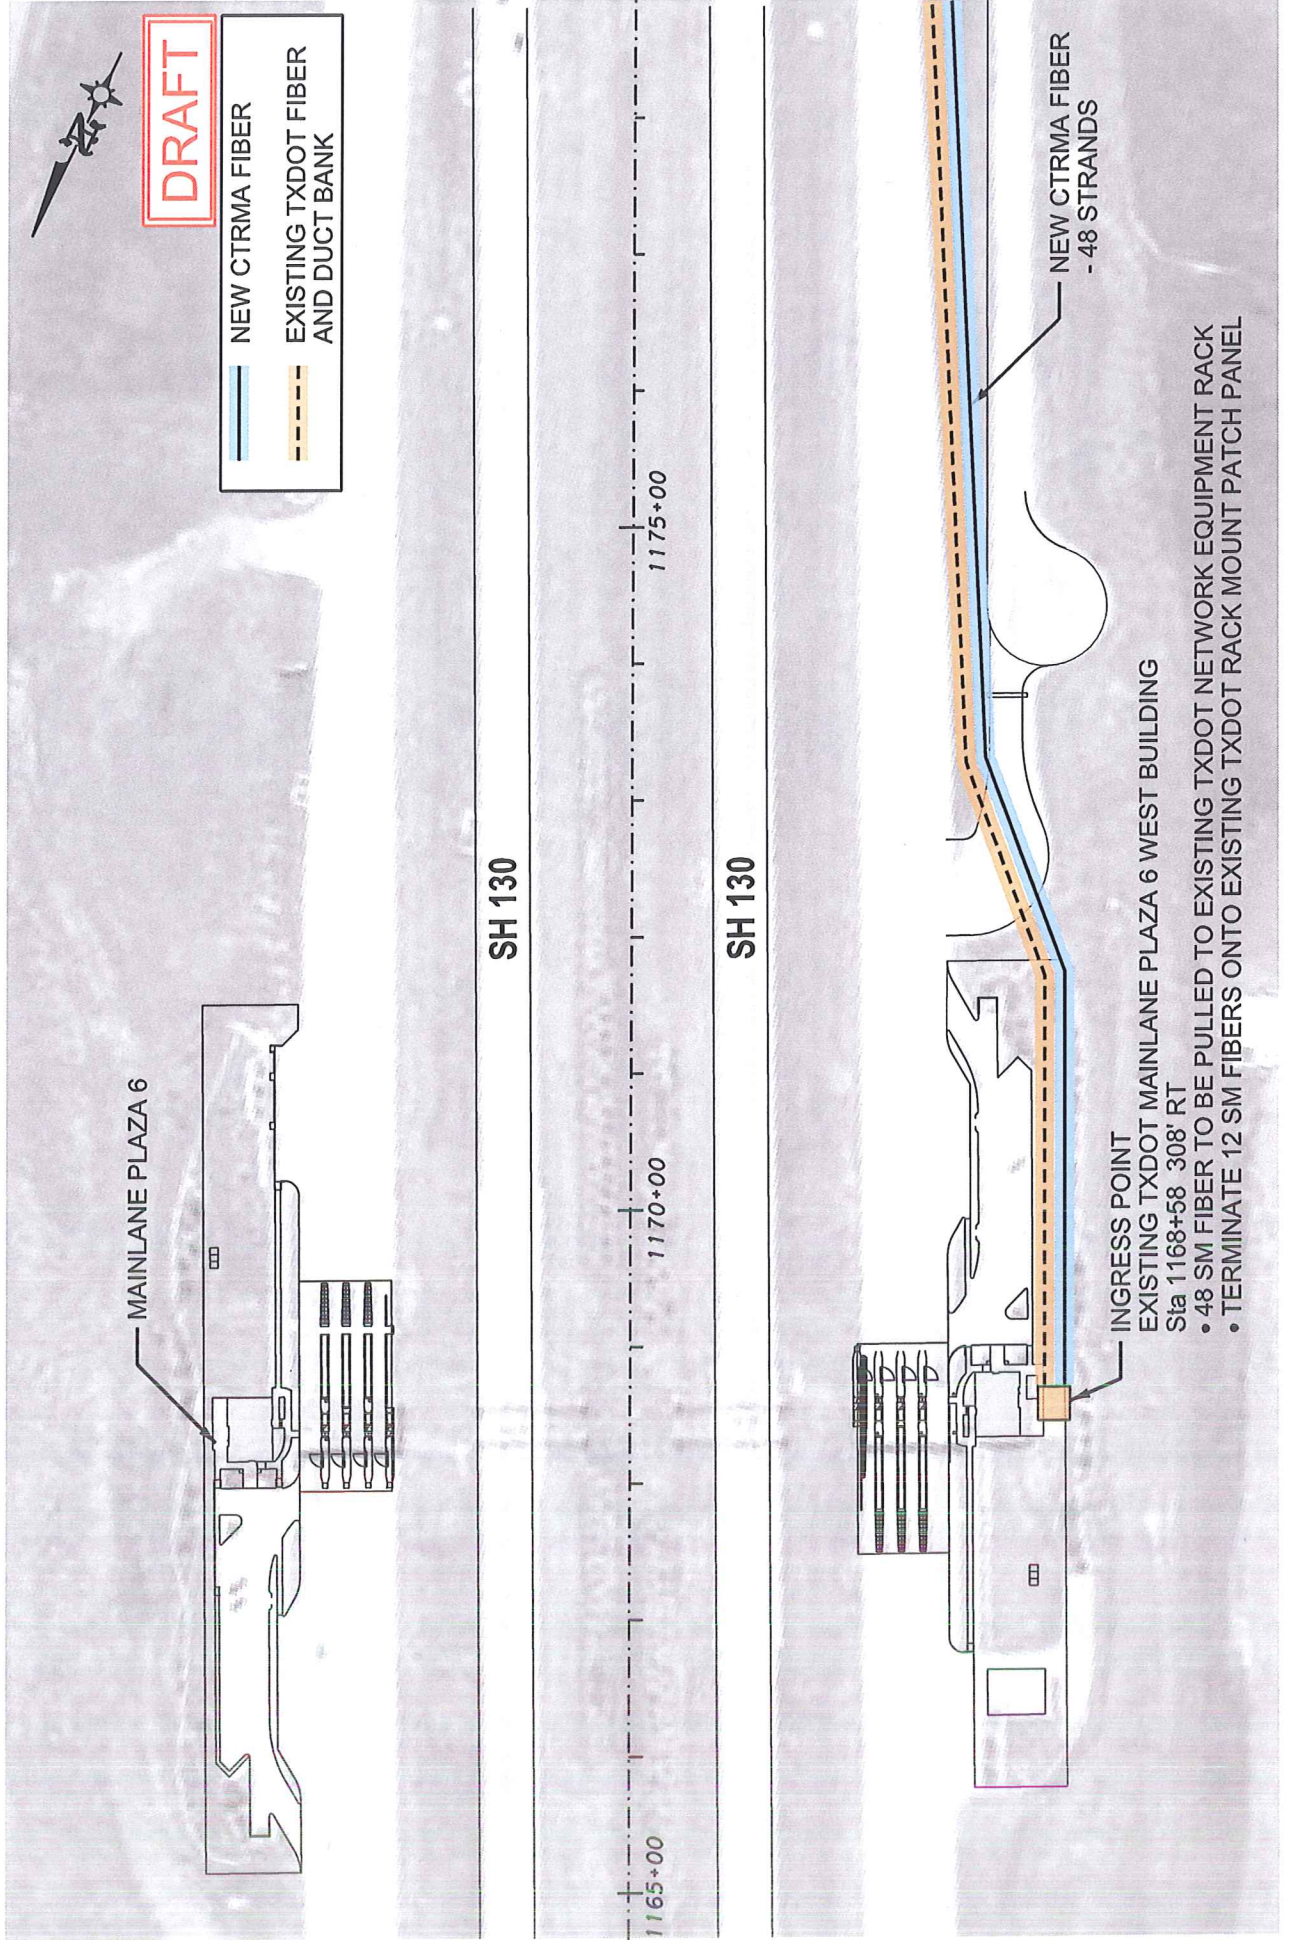 DRAFT
NEW CTRMA FIBER
EXISTING TXDOT FIBER
AND DUCT BANK
MAINLANE PLAZA 6
SH 130
SH 130
1165+00
1170+00
1175+00
NEW CTRMA FIBER
- 48 STRANDS
INGRESS POINT
EXISTING TXDOT MAINLANE PLAZA 6 WEST BUILDING
Sta 1168+58 308' RT
• 48 SM FIBER TO BE PULLED TO EXISTING TXDOT NETWORK EQUIPMENT RACK
• TERMINATE 12 SM FIBERS ONTO EXISTING TXDOT RACK MOUNT PATCH PANEL
N